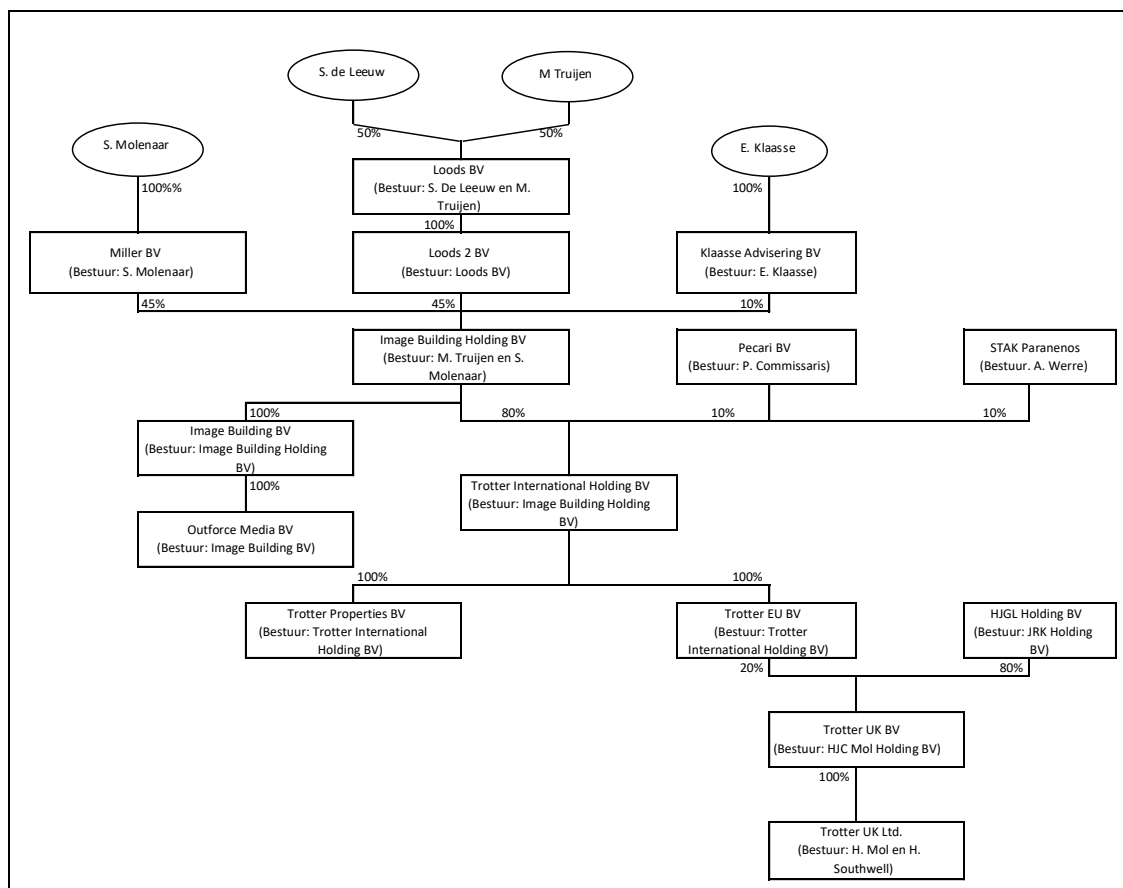 S. de Leeuw
M Truijen
50%
50%
S. Molenaar
E. Klaasse
100%%
Loods BV
(Bestuur: S. De Leeuw en M.
Truijen)
100%
100%
Miller BV
(Bestuur: S. Molenaar)
Loods 2 BV
(Bestuur: Loods BV)
Klaasse Advisering BV
(Bestuur: E. Klaasse)
45%
45%
10%
Image Building Holding BV
(Bestuur: M. Truijen en S.
Molenaar)
Pecari BV
(Bestuur: P. Commissaris)
STAK Paranenos
(Bestuur. A. Werre)
100%
80%
10%
10%
Image Building BV
(Bestuur: Image Building Holding
BV)
100%
Trotter International Holding BV
(Bestuur: Image Building Holding
BV)
Outforce Media BV
(Bestuur: Image Building BV)
100%
100%
Trotter Properties BV
(Bestuur: Trotter International
Holding BV)
Trotter EU BV
(Bestuur: Trotter
International Holding BV)
HJGL Holding BV
(Bestuur: JRK Holding
BV)
20%
80%
Trotter UK BV
(Bestuur: HJC Mol Holding BV)
100%
Trotter UK Ltd.
(Bestuur: H. Mol en H.
Southwell)